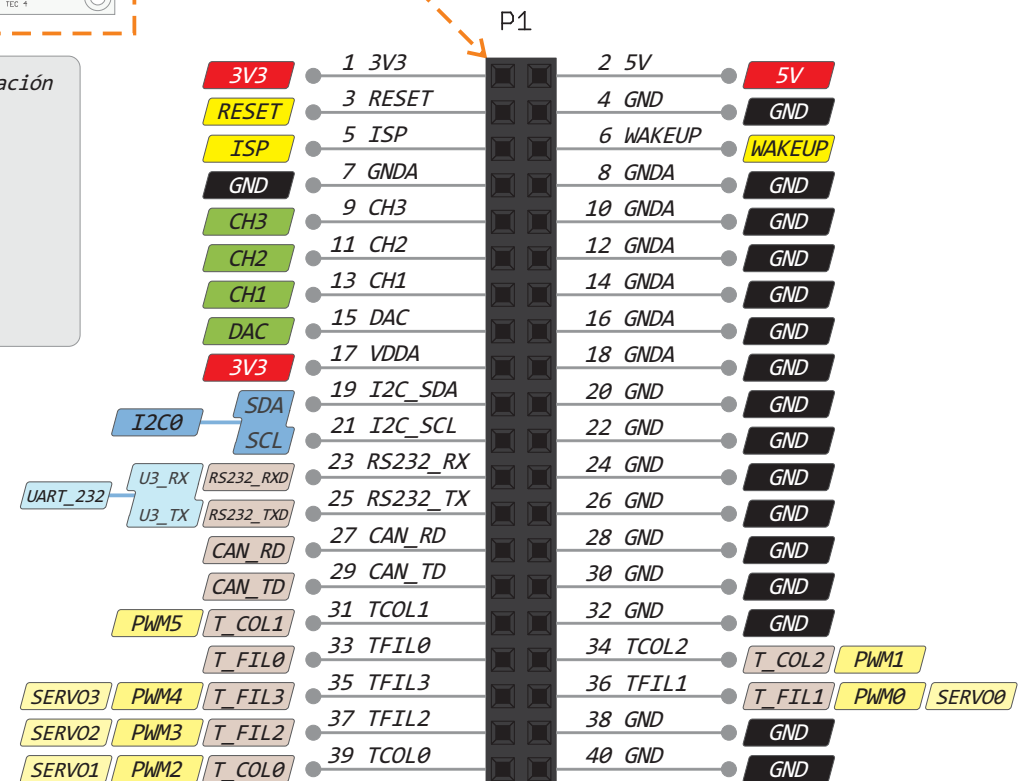 TEC 4
P1
ación
3V3 1 3V3 2 5V 5V
RESET 3 RESET 4 GND GND
ISP 5 ISP 6 WAKEUP WAKEUP
GND 7 GNDA 8 GNDA GND
CH3 9 CH3 10 GNDA GND
CH2 11 CH2 12 GNDA GND
CH1 13 CH1 14 GNDA GND
DAC 15 DAC 16 GNDA GND
3V3 17 VDDA 18 GNDA GND
I2C0 SDA 19 I2C_SDA 20 GND GND
SCL 21 I2C_SCL 22 GND GND
UART_232 U3_RX RS232_RXD 23 RS232_RX 24 GND GND
U3_TX RS232_TXD 25 RS232_TX 26 GND GND
CAN_RD 27 CAN_RD 28 GND GND
CAN_TD 29 CAN_TD 30 GND GND
PWM5 T_COL1 31 TCOL1 32 GND GND
T_FIL0 33 TFIL0 34 TCOL2 T_COL2 PWM1
SERVO3 PWM4 T_FIL3 35 TFIL3 36 TFIL1 T_FIL1 PWM0 SERVO0
SERVO2 PWM3 T_FIL2 37 TFIL2 38 GND GND
SERVO1 PWM2 T_COL0 39 TCOL0 40 GND GND